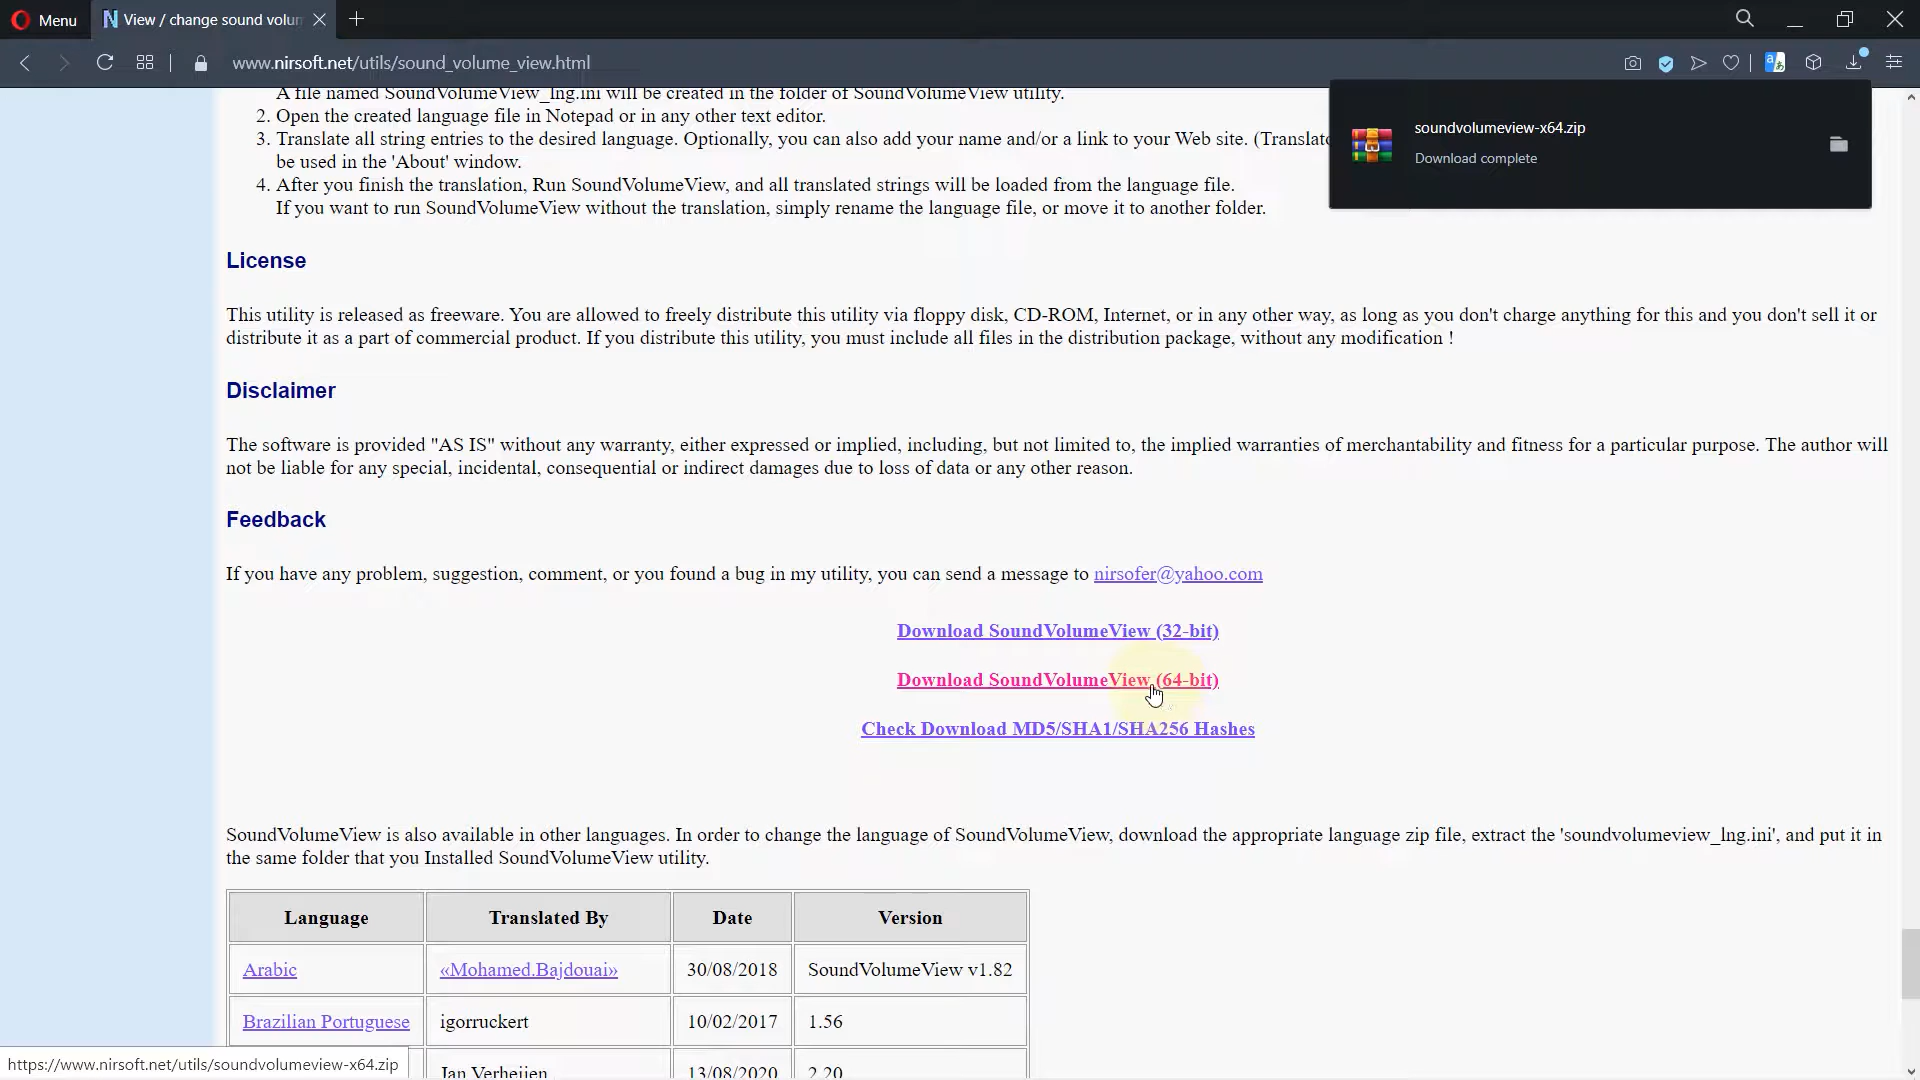 Menu
View / change sound volum
www.nirsoft.net/utils/sound_volume_view.html
soundvolumeview-x64.zip
Download complete
A file named SoundVolumeView_lng.ini will be created in the folder of SoundVolumeView utility.
2. Open the created language file in Notepad or in any other text editor.
3. Translate all string entries to the desired language. Optionally, you can also add your name and/or a link to your Web site. (Translato
be used in the 'About' window.
4. After you finish the translation, Run SoundVolumeView, and all translated strings will be loaded from the language file.
If you want to run SoundVolumeView without the translation, simply rename the language file, or move it to another folder.
License
This utility is released as freeware. You are allowed to freely distribute this utility via floppy disk, CD-ROM, Internet, or in any other way, as long as you don't charge anything for this and you don't sell it or
distribute it as a part of commercial product. If you distribute this utility, you must include all files in the distribution package, without any modification !
Disclaimer
The software is provided "AS IS" without any warranty, either expressed or implied, including, but not limited to, the implied warranties of merchantability and fitness for a particular purpose. The author will
not be liable for any special, incidental, consequential or indirect damages due to loss of data or any other reason.
Feedback
If you have any problem, suggestion, comment, or you found a bug in my utility, you can send a message to nirsofer@yahoo.com
Download SoundVolumeView (32-bit)
Download SoundVolumeView (64-bit)
Check Download MD5/SHA1/SHA256 Hashes
SoundVolumeView is also available in other languages. In order to change the language of SoundVolumeView, download the appropriate language zip file, extract the 'soundvolumeview_lng.ini', and put it in
the same folder that you Installed SoundVolumeView utility.
Language Translated By Date Version
Arabic «Mohamed.Bajdouai» 30/08/2018 SoundVolumeView v1.82
Brazilian Portuguese igorruckert 10/02/2017 1.56
Jan Verheijen 13/08/2020 2.20
https://www.nirsoft.net/utils/soundvolumeview-x64.zip